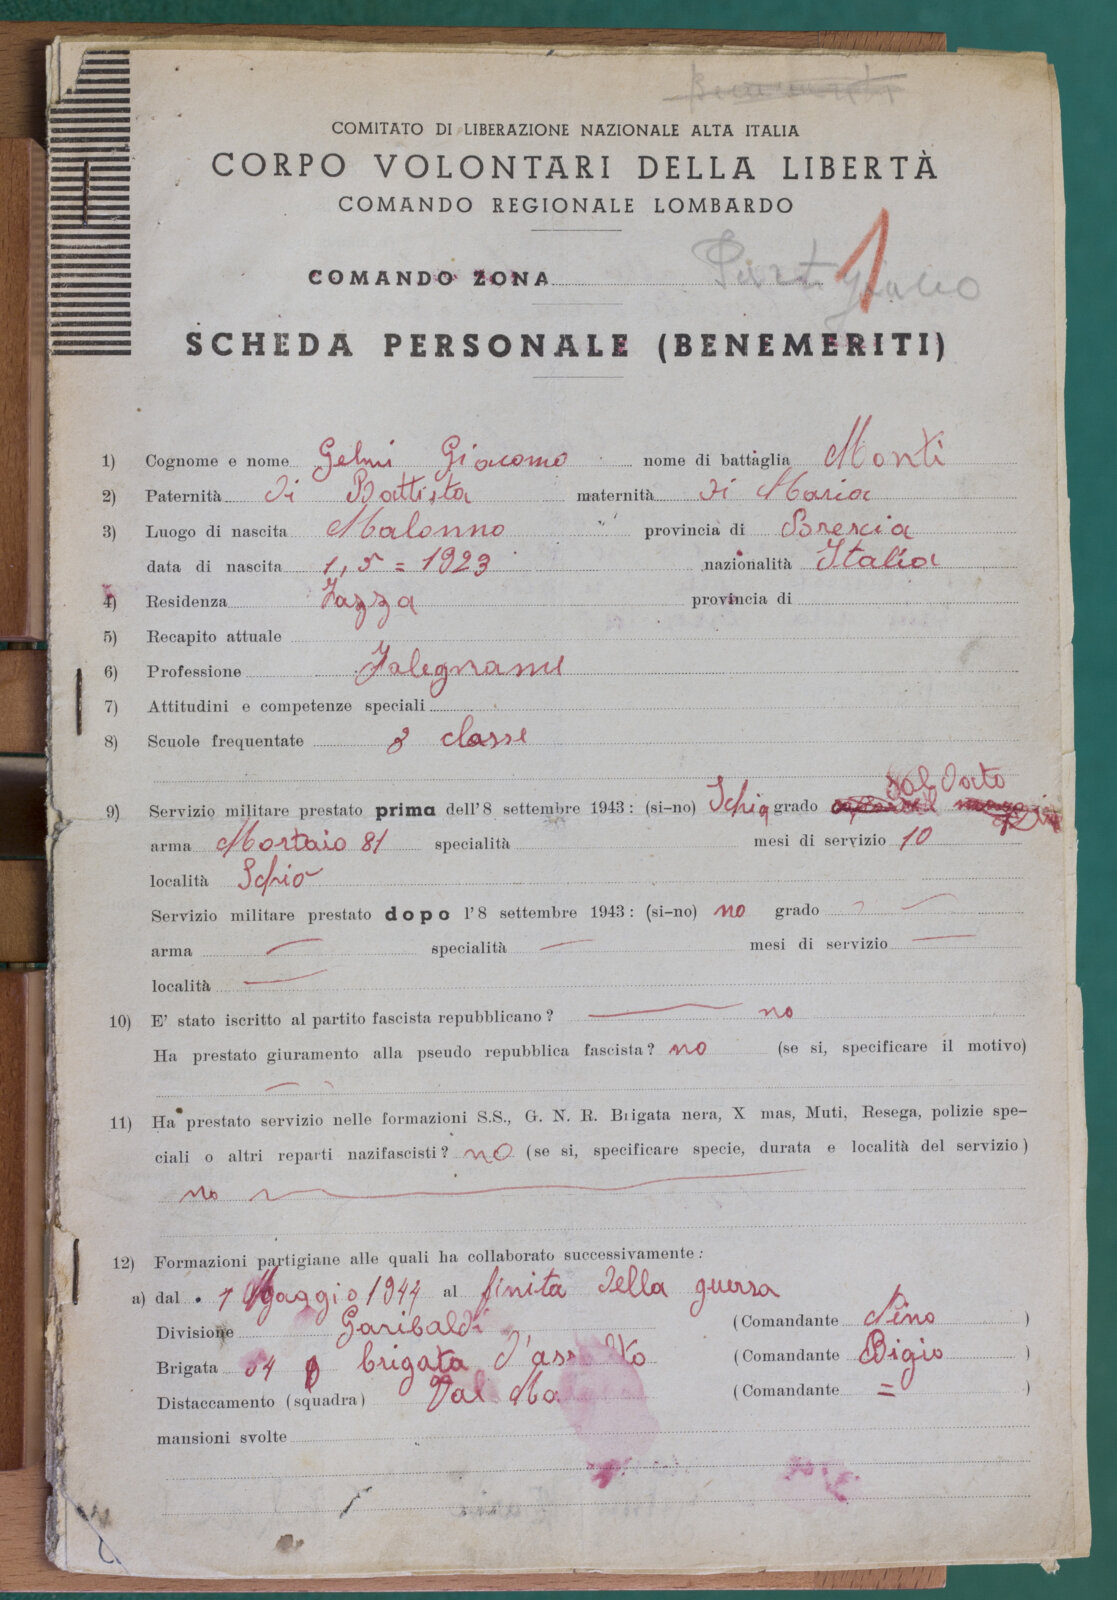 Benemerito
COMITATO DI LIBERAZIONE NAZIONALE ALTA ITALIA
CORPO VOLONTARI DELLA LIBERTÀ
COMANDO REGIONALE LOMBARDO
COMANDO ZONA Partigiano 1
SCHEDA PERSONALE (BENEMERITI)
1) Cognome e nome Gelmi Giacomo nome di battaglia Monti
2) Paternità di Battista maternità di Maria
3) Luogo di nascita Malonno provincia di Brescia
data di nascita 1, 5 = 1923 nazionalità Italia
4) Residenza Zazza provincia di
5) Recapito attuale
6) Professione Falegname
7) Attitudini e competenze speciali
8) Scuole frequentate 3 classe
9) Servizio militare prestato prima dell'8 settembre 1943: (si-no) Schio grado Soldato
arma Mortaio 81 specialità mesi di servizio 10
località Schio
Servizio militare prestato dopo l'8 settembre 1943: (si-no) no grado
arma specialità mesi di servizio
località
10) E' stato iscritto al partito fascista repubblicano? no
Ha prestato giuramento alla pseudo repubblica fascista? no (se si, specificare il motivo)
11) Ha prestato servizio nelle formazioni S.S., G. N. R. Brigata nera, X mas, Muti, Resega, polizie spe-
ciali o altri reparti nazifascisti? no (se si, specificare specie, durata e località del servizio)
no
12) Formazioni partigiane alle quali ha collaborato successivamente:
a) dal 1 Maggio 1944 al finita della guerra
Divisione Garibaldi (Comandante Nino )
Brigata 54 brigata d'assalto (Comandante Bigio )
Distaccamento (squadra) Val (Comandante = )
mansioni svolte